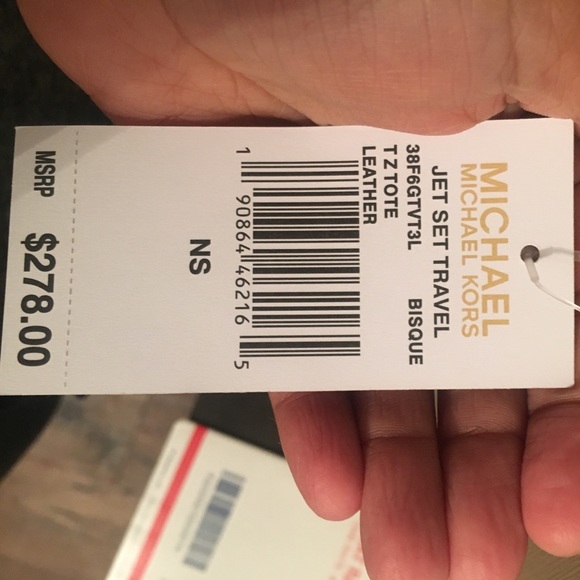 MICHAEL
MICHAEL KORS
JET SET TRAVEL
38F6GTVT3L BISQUE
T Z TOTE
LEATHER
1 90864 46216 5
NS
MSRP $278.00